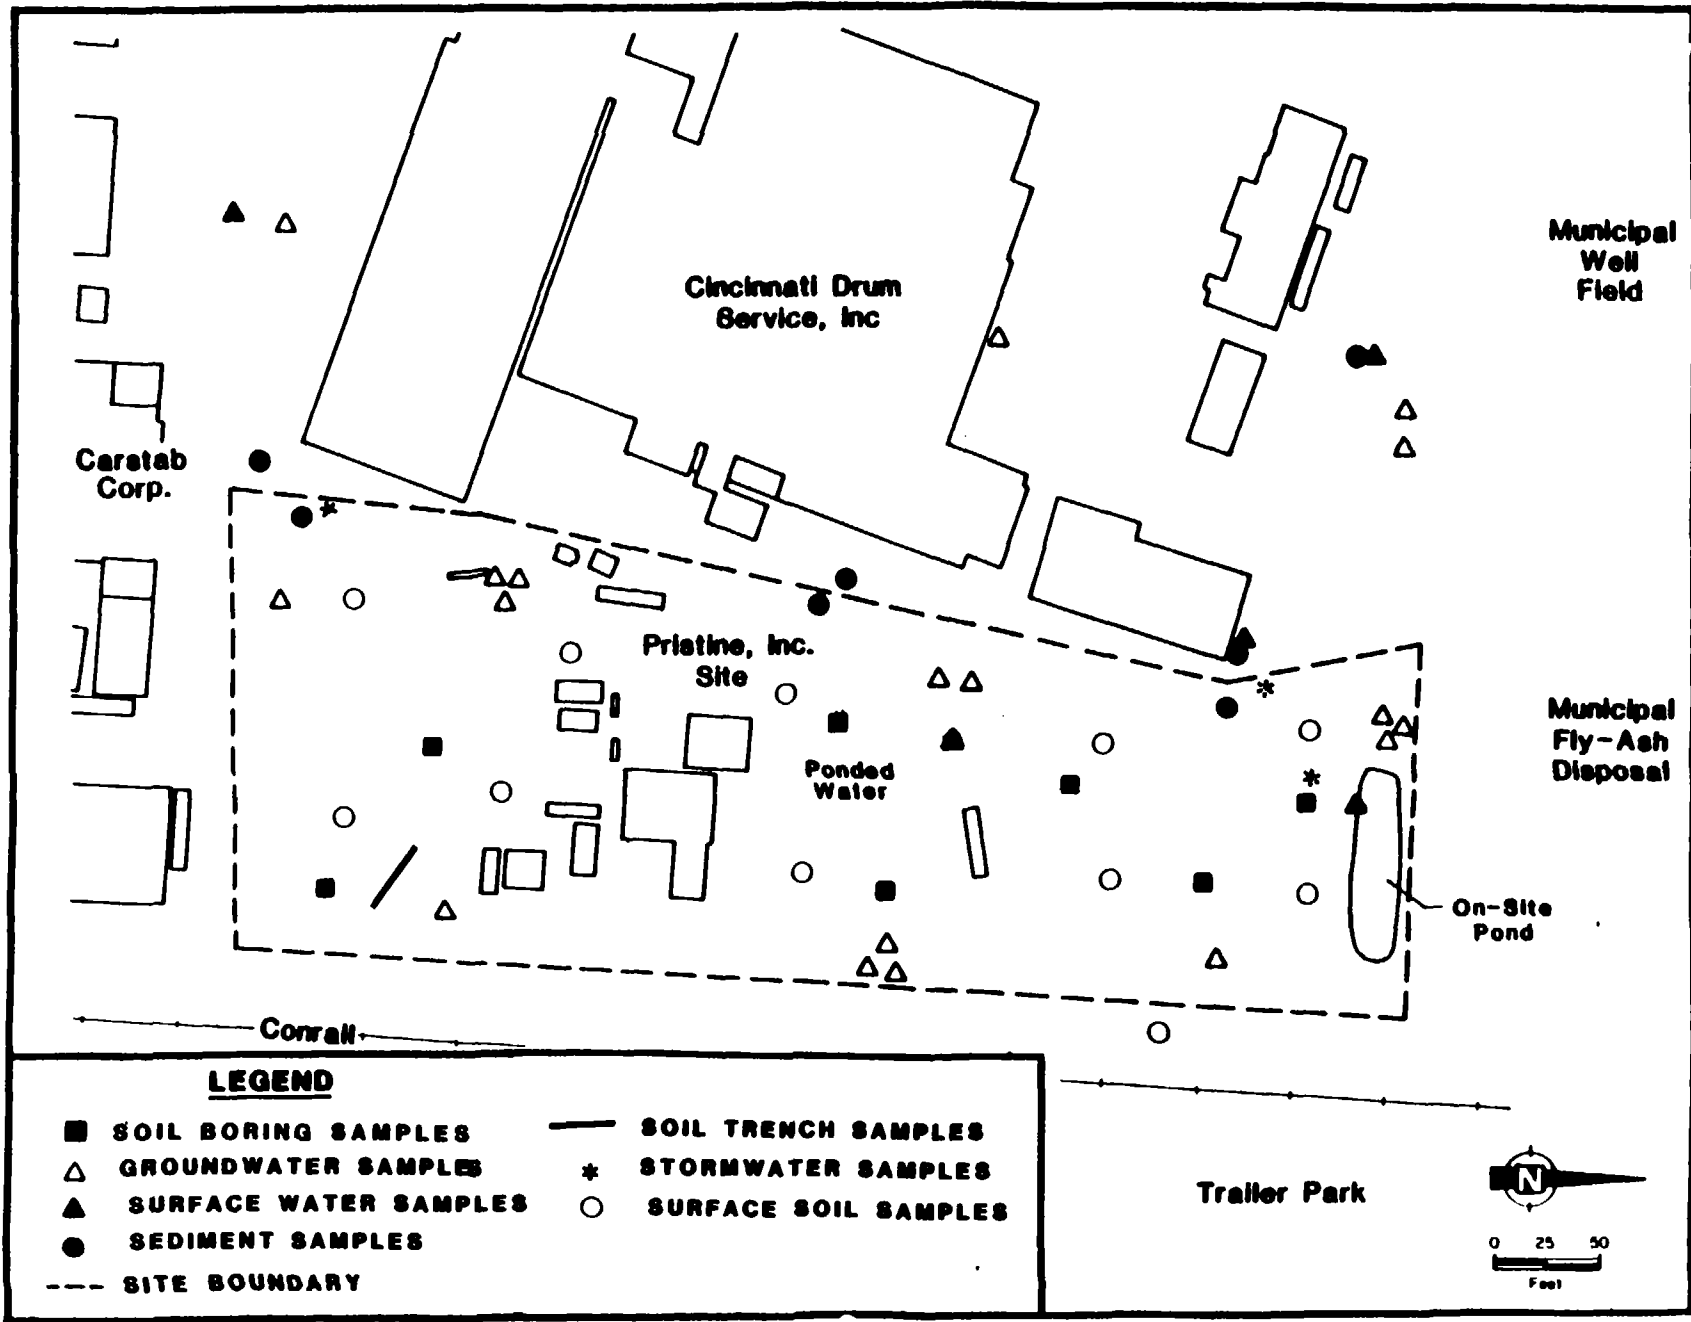 Cincinnati Drum
Service, Inc
Municipal
Well
Field
Caratab
Corp.
Pristine, Inc.
Site
Ponded
Water
Municipal
Fly-Ash
Disposal
On-Site
Pond
Conrail
LEGEND
SOIL BORING SAMPLES
GROUNDWATER SAMPLES
SURFACE WATER SAMPLES
SEDIMENT SAMPLES
SITE BOUNDARY
SOIL TRENCH SAMPLES
STORMWATER SAMPLES
SURFACE SOIL SAMPLES
Trailer Park
N
0 25 50
Feet